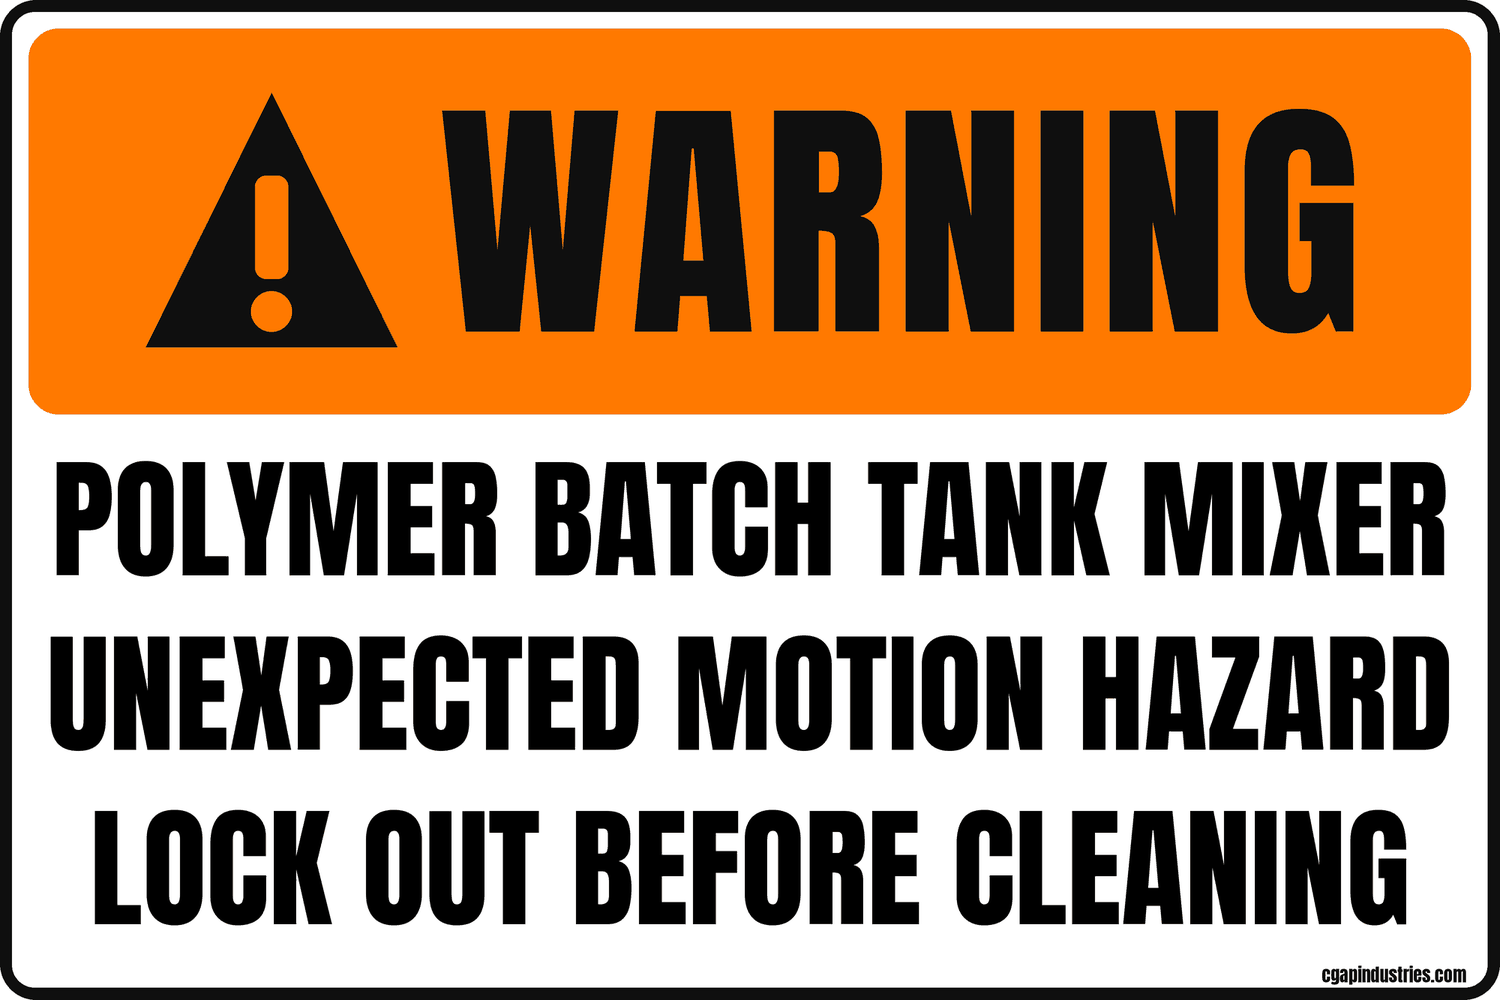 WARNING
POLYMER BATCH TANK MIXER
UNEXPECTED MOTION HAZARD
LOCK OUT BEFORE CLEANING
cgapindustries.com